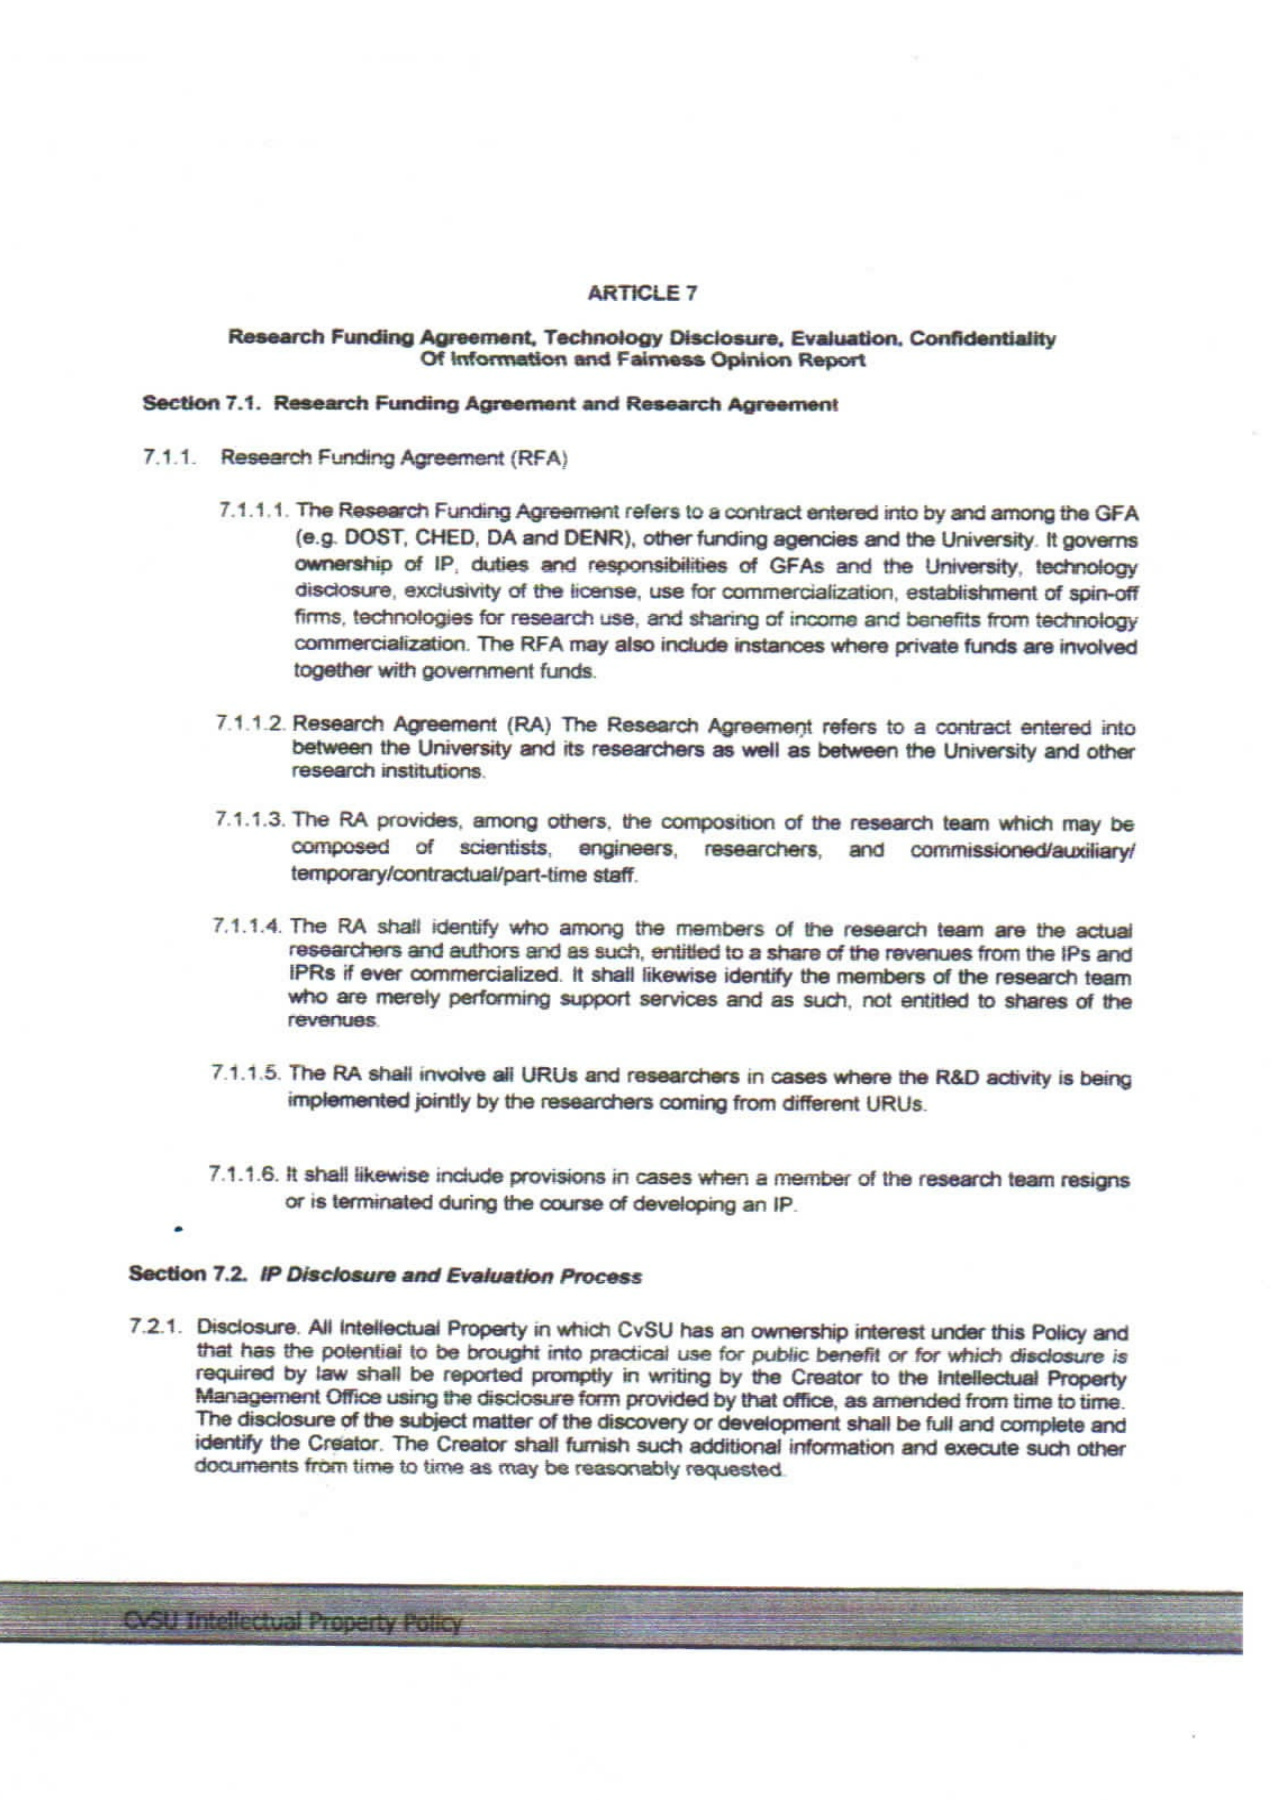 ARTICLE 7
Research Funding Agreement, Technology Disclosure, Evaluation, Confidentiality
Of Information and Fairness Opinion Report
Section 7.1. Research Funding Agreement and Research Agreement
7.1.1. Research Funding Agreement (RFA)
7.1.1.1. The Research Funding Agreement refers to a contract entered into by and among the GFA
(e.g. DOST, CHED, DA and DENR), other funding agencies and the University. It governs
ownership of IP, duties and responsibilities of GFAs and the University, technology
disclosure, exclusivity of the license, use for commercialization, establishment of spin-off
firms, technologies for research use, and sharing of income and benefits from technology
commercialization. The RFA may also include instances where private funds are involved
together with government funds.
7.1.1.2. Research Agreement (RA) The Research Agreement refers to a contract entered into
between the University and its researchers as well as between the University and other
research institutions.
7.1.1.3. The RA provides, among others, the composition of the research team which may be
composed of scientists, engineers, researchers, and commissioned/auxiliary/
temporary/contractual/part-time staff.
7.1.1.4. The RA shall identify who among the members of the research team are the actual
researchers and authors and as such, entitled to a share of the revenues from the IPs and
IPRs if ever commercialized. It shall likewise identify the members of the research team
who are merely performing support services and as such, not entitled to shares of the
revenues.
7.1.1.5. The RA shall involve all URUs and researchers in cases where the R&D activity is being
implemented jointly by the researchers coming from different URUs.
7.1.1.6. It shall likewise include provisions in cases when a member of the research team resigns
or is terminated during the course of developing an IP.
Section 7.2. IP Disclosure and Evaluation Process
7.2.1. Disclosure. All Intellectual Property in which CvSU has an ownership interest under this Policy and
that has the potential to be brought into practical use for public benefit or for which disclosure is
required by law shall be reported promptly in writing by the Creator to the Intellectual Property
Management Office using the disclosure form provided by that office, as amended from time to time.
The disclosure of the subject matter of the discovery or development shall be full and complete and
identify the Creator. The Creator shall furnish such additional information and execute such other
documents from time to time as may be reasonably requested.
CvSU Intellectual Property Policy